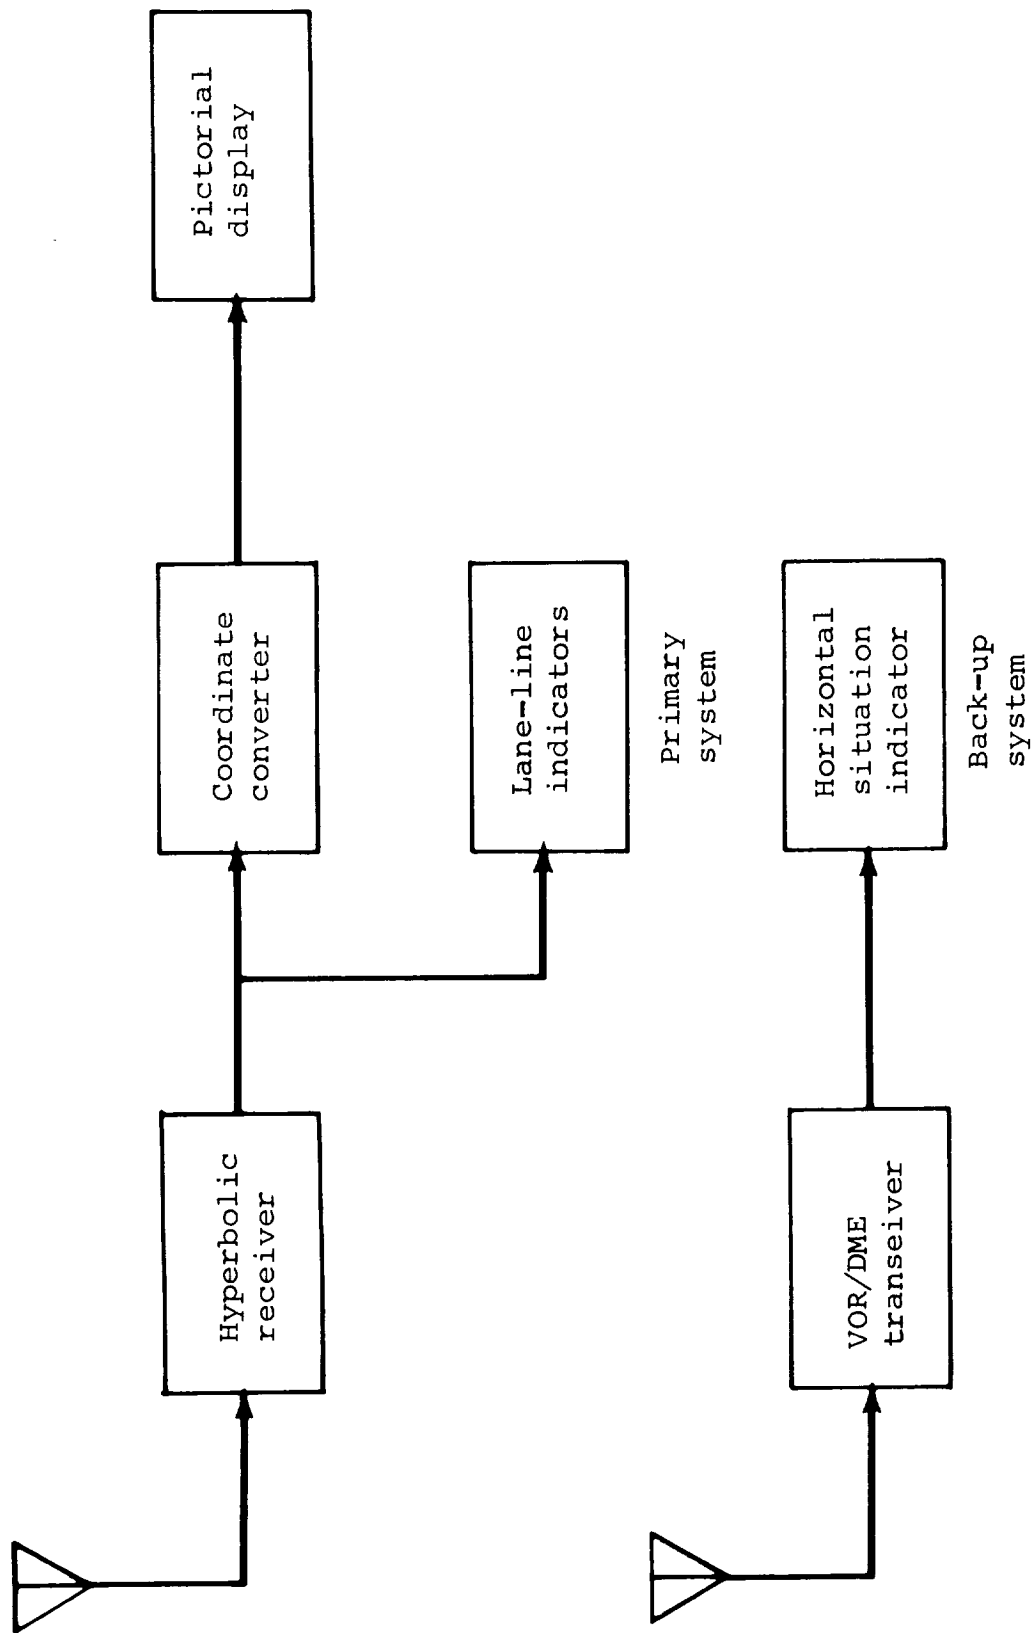 Hyperbolic
receiver
Coordinate
converter
Pictorial
display
Lane-line
indicators
Primary
system
VOR/DME
transeiver
Horizontal
situation
indicator
Back-up
system